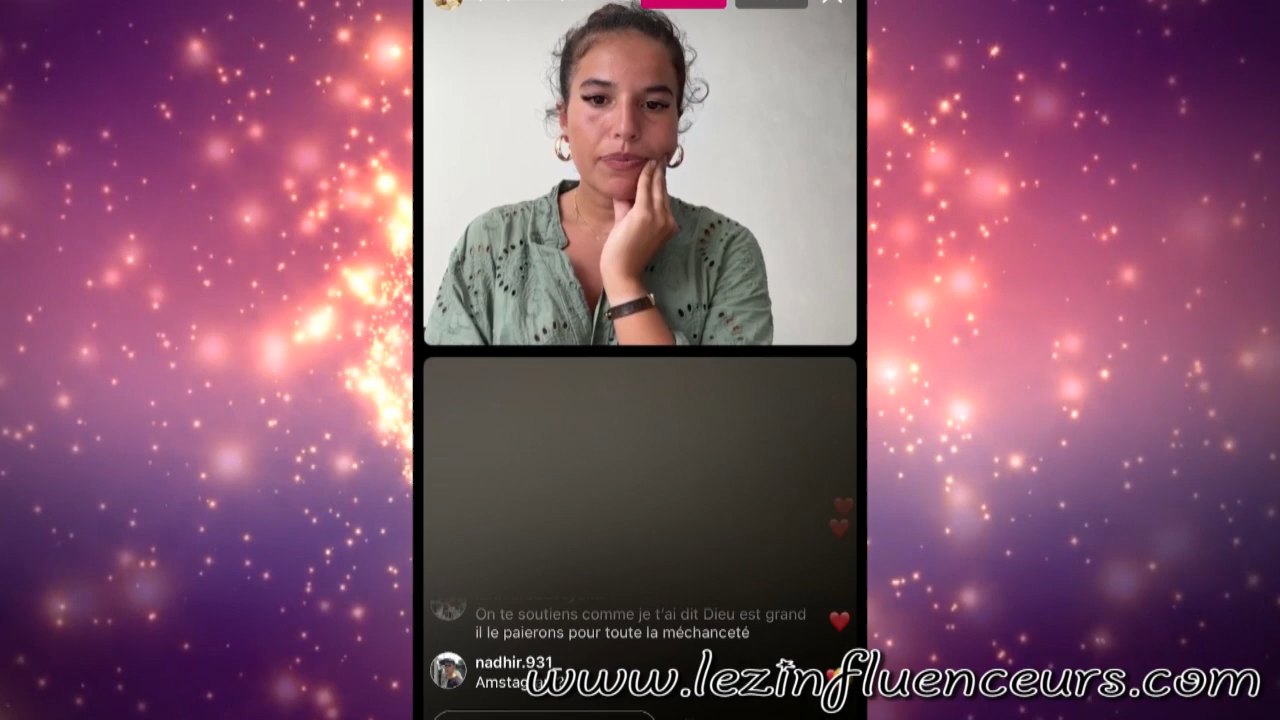 On te soutiens comme je t'ai dit Dieu est grand
il le paierons pour toute la méchanceté
nadhir.931
www.lezinfluenceurs.com